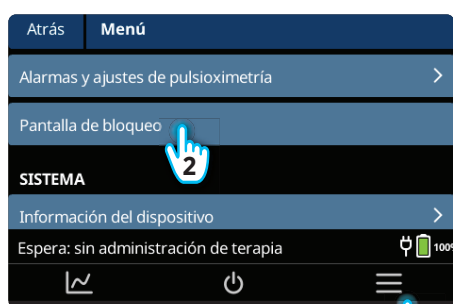 Atrás Menú
Alarmas y ajustes de pulsioximetría
Pantalla de bloqueo
2
SISTEMA
Información del dispositivo
Espera: sin administración de terapia 100%